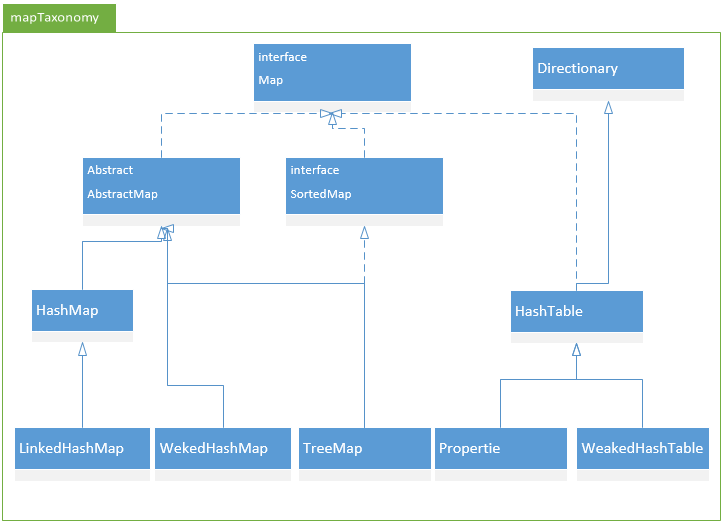 mapTaxonomy
interface
Map
Directionary
Abstract
AbstractMap
interface
SortedMap
HashMap
HashTable
LinkedHashMap
WekedHashMap
TreeMap
Propertie
WeakedHashTable